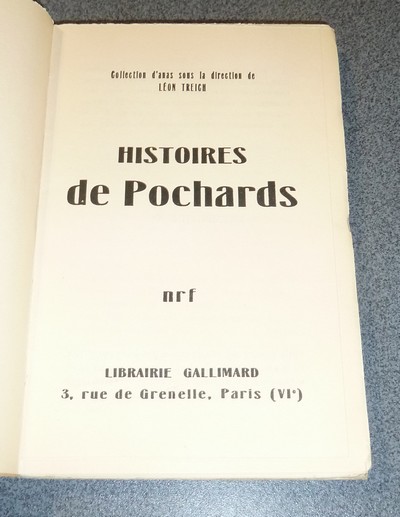 Collection d'anas sous la direction de
LÉON TREICH
HISTOIRES
de Pochards
nrf
LIBRAIRIE GALLIMARD
3, rue de Grenelle, Paris (VIe)